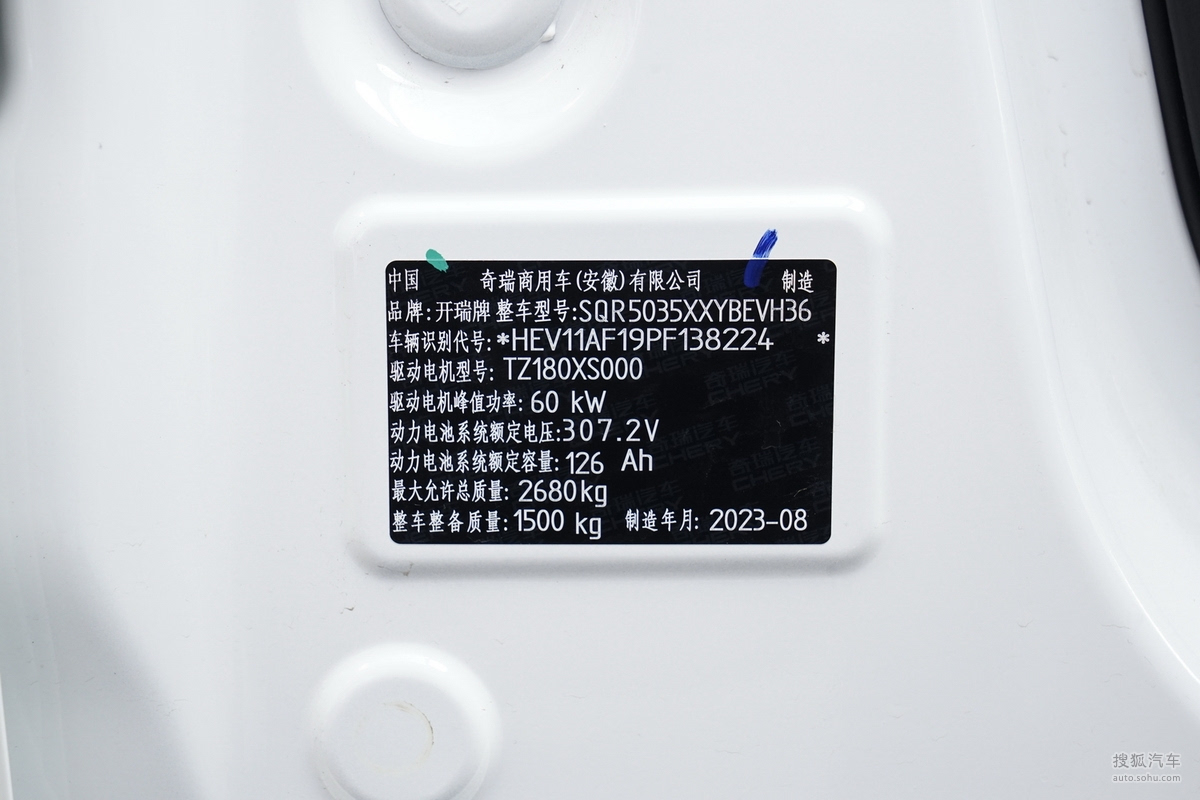 中国 奇瑞商用车(安徽)有限公司 制造
品牌:开瑞牌 整车型号:SQR5035XXYBEVH36
车辆识别代号:*HEV11AF19PF138224 *
驱动电机型号: TZ180XS000
驱动电机峰值功率: 60 kW
动力电池系统额定电压:307.2V
动力电池系统额定容量:126 Ah
最大允许总质量: 2680kg
整车整备质量:1500 kg 制造年月: 2023-08
奇瑞汽车
CHERY
搜狐汽车
auto.sohu.com